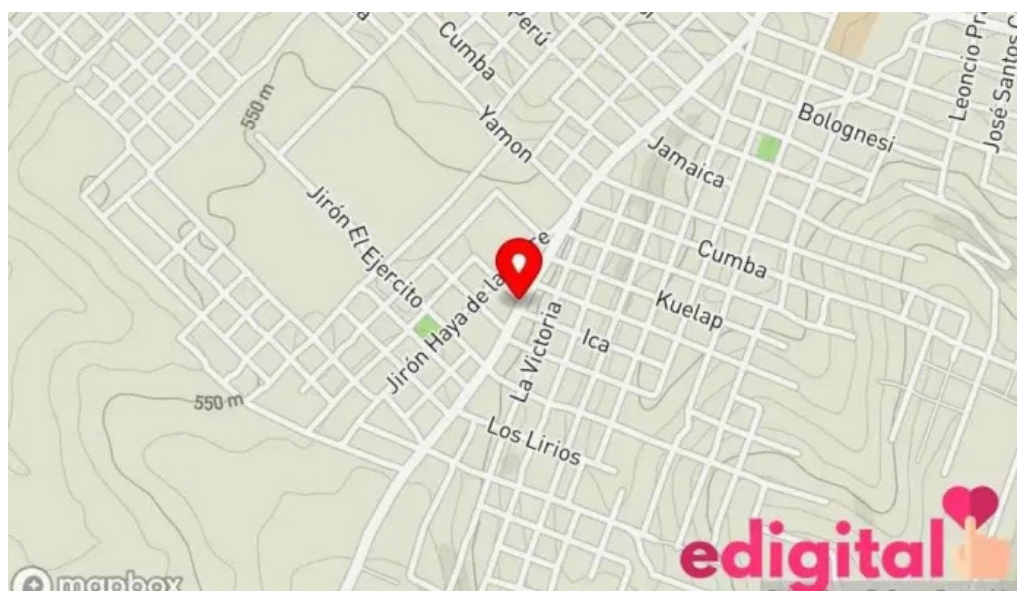 Perú
Cumba
Leoncio Pra
José Santos C
550 m
Yamon
Bolognesi
Jamaica
Jirón El Ejercito
Cumba
Jirón Haya de la
Kuelap
Ica
La Victoria
550 m
Los Lirios
edigital
mapbox